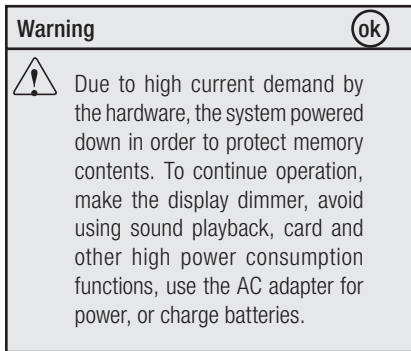 Warning ok
Due to high current demand by
the hardware, the system powered
down in order to protect memory
contents. To continue operation,
make the display dimmer, avoid
using sound playback, card and
other high power consumption
functions, use the AC adapter for
power, or charge batteries.